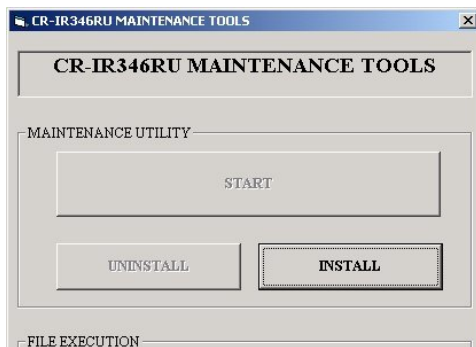 CR-IR346RU MAINTENANCE TOOLS
CR-IR346RU MAINTENANCE TOOLS
MAINTENANCE UTILITY
START
UNINSTALL INSTALL
FILE EXECUTION